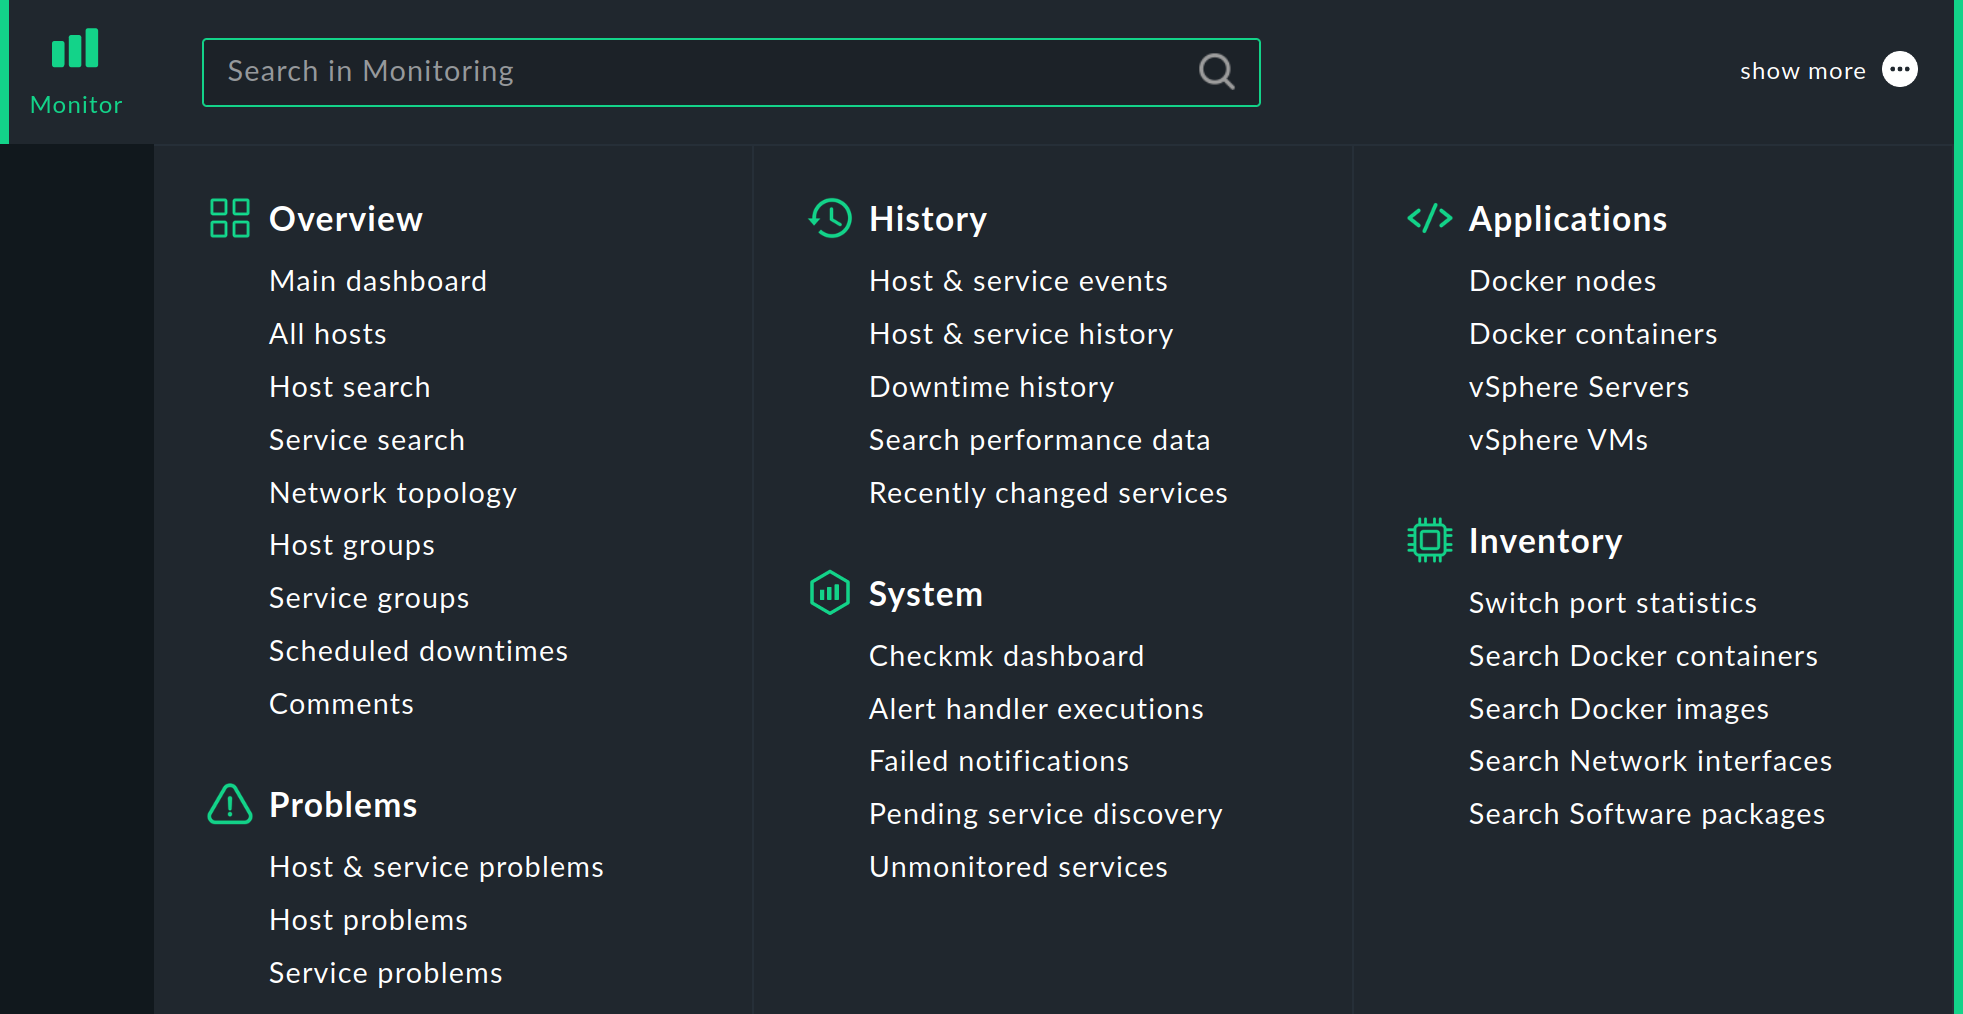 Monitor
Search in Monitoring
show more
Overview
Main dashboard
All hosts
Host search
Service search
Network topology
Host groups
Service groups
Scheduled downtimes
Comments
Problems
Host & service problems
Host problems
Service problems
History
Host & service events
Host & service history
Downtime history
Search performance data
Recently changed services
System
Checkmk dashboard
Alert handler executions
Failed notifications
Pending service discovery
Unmonitored services
Applications
Docker nodes
Docker containers
vSphere Servers
vSphere VMs
Inventory
Switch port statistics
Search Docker containers
Search Docker images
Search Network interfaces
Search Software packages